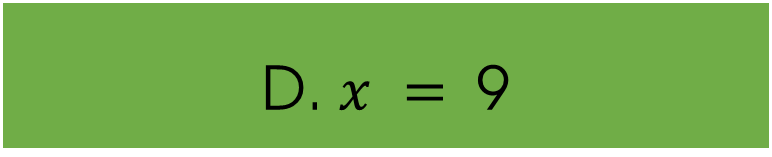 D. x = 9